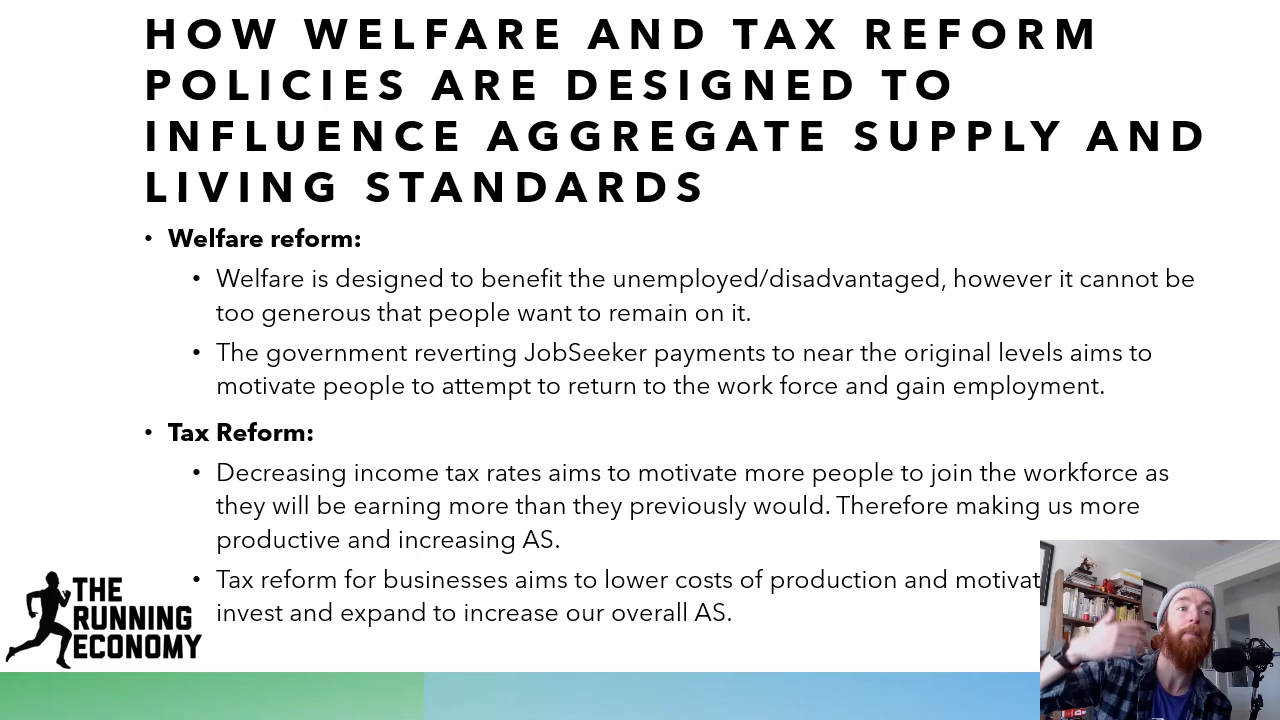 HOW WELFARE AND TAX REFORM
POLICIES ARE DESIGNED TO
INFLUENCE AGGREGATE SUPPLY AND
LIVING STANDARDS
• Welfare reform:
• Welfare is designed to benefit the unemployed/disadvantaged, however it cannot be
too generous that people want to remain on it.
• The government reverting JobSeeker payments to near the original levels aims to
motivate people to attempt to return to the work force and gain employment.
• Tax Reform:
• Decreasing income tax rates aims to motivate more people to join the workforce as
they will be earning more than they previously would. Therefore making us more
productive and increasing AS.
• Tax reform for businesses aims to lower costs of production and motivat
invest and expand to increase our overall AS.
THE
RUNNING
ECONOMY